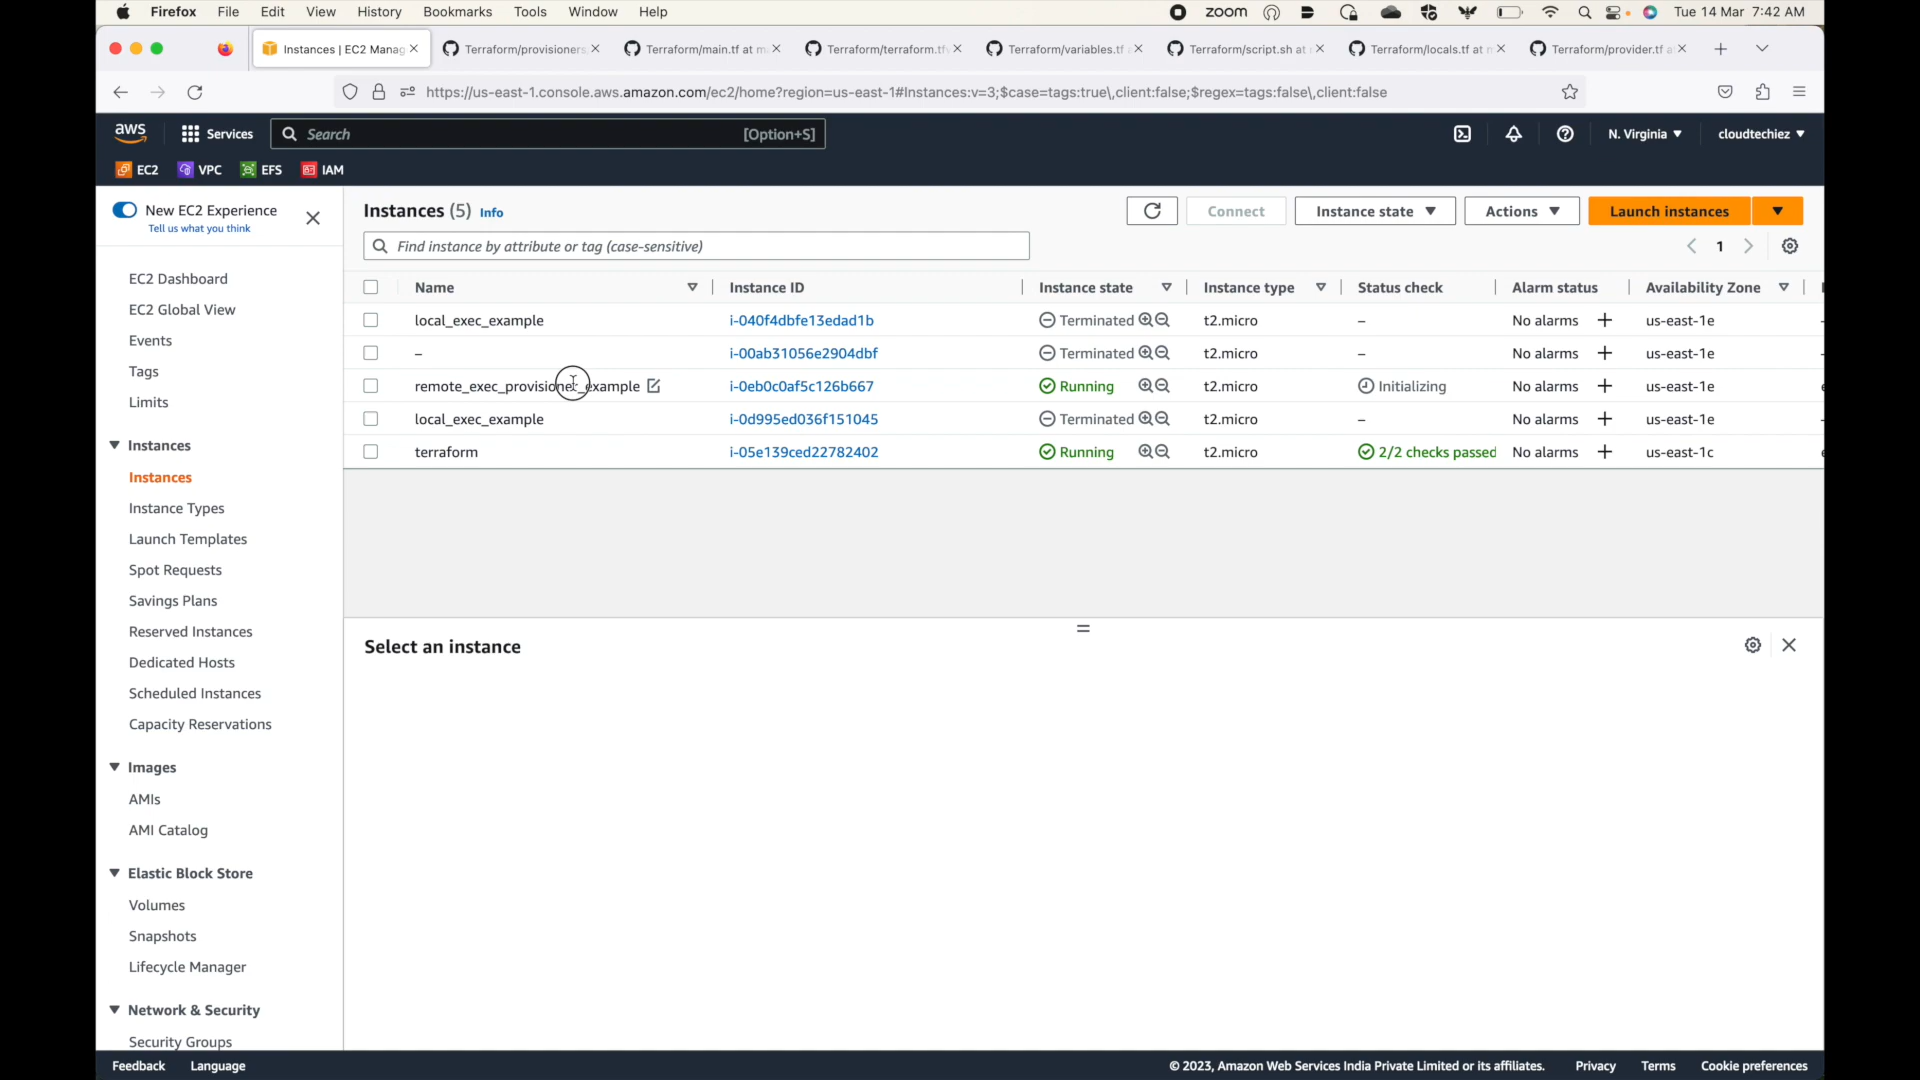 Firefox File Edit View History Bookmarks Tools Window Help zoom Tue 14 Mar 7:42 AM
Instances | EC2 Manag Terraform/provisioners Terraform/main.tf at m Terraform/terraform.tfv Terraform/variables.tf Terraform/script.sh at Terraform/locals.tf at Terraform/provider.tf
https://us-east-1.console.aws.amazon.com/ec2/home?region=us-east-1#Instances:v=3;$case=tags:true\,client:false;$regex=tags:false\,client:false
aws Services Search [Option+S] N. Virginia cloudtechiez
EC2 VPC EFS IAM
New EC2 Experience
Tell us what you think
EC2 Dashboard
EC2 Global View
Events
Tags
Limits
Instances
Instances
Instance Types
Launch Templates
Spot Requests
Savings Plans
Reserved Instances
Dedicated Hosts
Scheduled Instances
Capacity Reservations
Images
AMIs
AMI Catalog
Elastic Block Store
Volumes
Snapshots
Lifecycle Manager
Network & Security
Security Groups
Instances (5) Info Connect Instance state Actions Launch instances
Find instance by attribute or tag (case-sensitive) 1
Name Instance ID Instance state Instance type Status check Alarm status Availability Zone
local_exec_example i-040f4dbfe13edad1b Terminated t2.micro – No alarms us-east-1e
– i-00ab31056e2904dbf Terminated t2.micro – No alarms us-east-1e
remote_exec_provisioner_example i-0eb0c0af5c126b667 Running t2.micro Initializing No alarms us-east-1e
local_exec_example i-0d995ed036f151045 Terminated t2.micro – No alarms us-east-1e
terraform i-05e139ced22782402 Running t2.micro 2/2 checks passed No alarms us-east-1c
Select an instance
Feedback Language © 2023, Amazon Web Services India Private Limited or its affiliates. Privacy Terms Cookie preferences